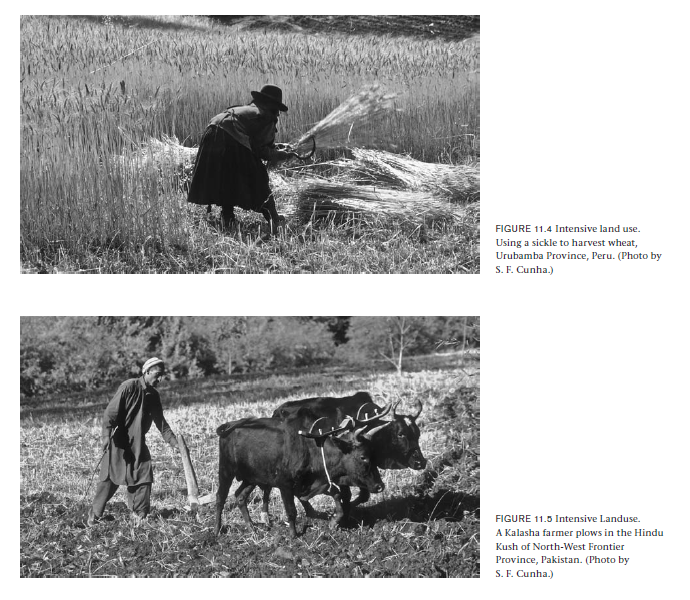 FIGURE 11.4 Intensive land use.
Using a sickle to harvest wheat,
Urubamba Province, Peru. (Photo by
S. F. Cunha.)
FIGURE 11.5 Intensive Landuse.
A Kalasha farmer plows in the Hindu
Kush of North-West Frontier
Province, Pakistan. (Photo by
S. F. Cunha.)